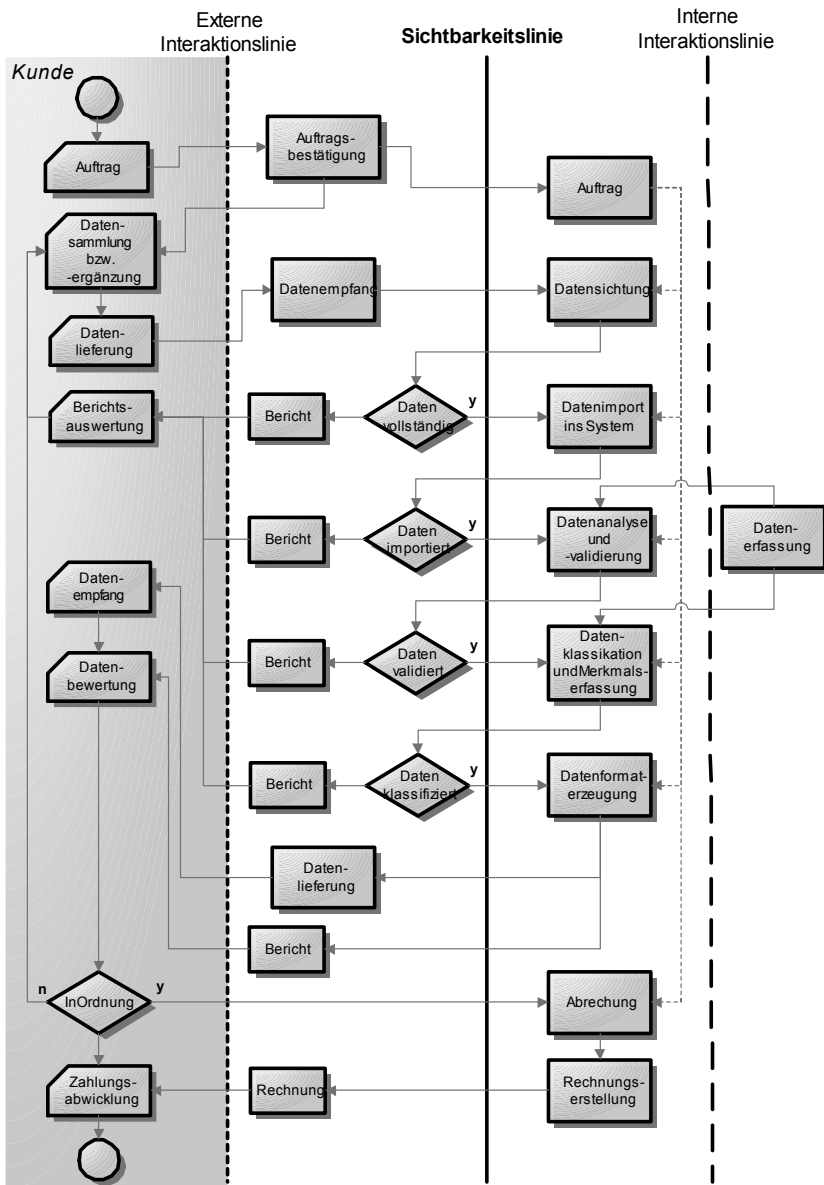 Externe
Interaktionslinie
Sichtbarkeitslinie
Interne
Interaktionslinie
Kunde
Auftrag
Auftrags-
bestätigung
Auftrag
Daten-
sammlung
bzw.
-ergänzung
Datenempfang
Datensichtung
Daten-
lieferung
Berichts-
auswertung
Bericht
Daten
vollständig
y
Datenimport
ins System
Bericht
Daten
importiert
y
Datenanalyse
und
-validierung
Daten-
erfassung
Daten-
empfang
Daten-
bewertung
Bericht
Daten
validiert
y
Daten-
klassikation
und Merkmals-
erfassung
Bericht
Daten
klassifiziert
y
Datenformat-
erzeugung
Daten-
lieferung
Bericht
n
InOrdnung
y
Abrechung
Zahlungs-
abwicklung
Rechnung
Rechnungs-
erstellung